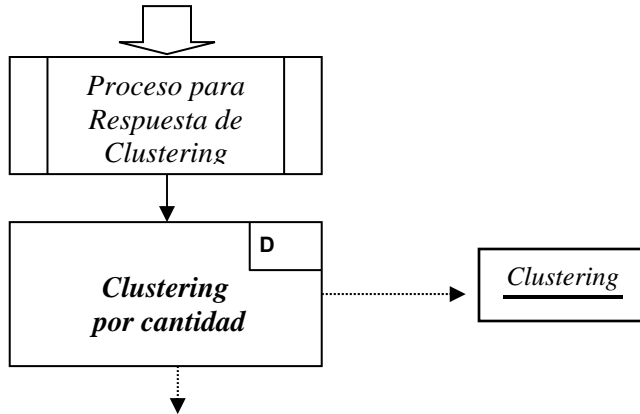 Proceso para
Respuesta de
Clustering
D
Clustering
por cantidad
Clustering